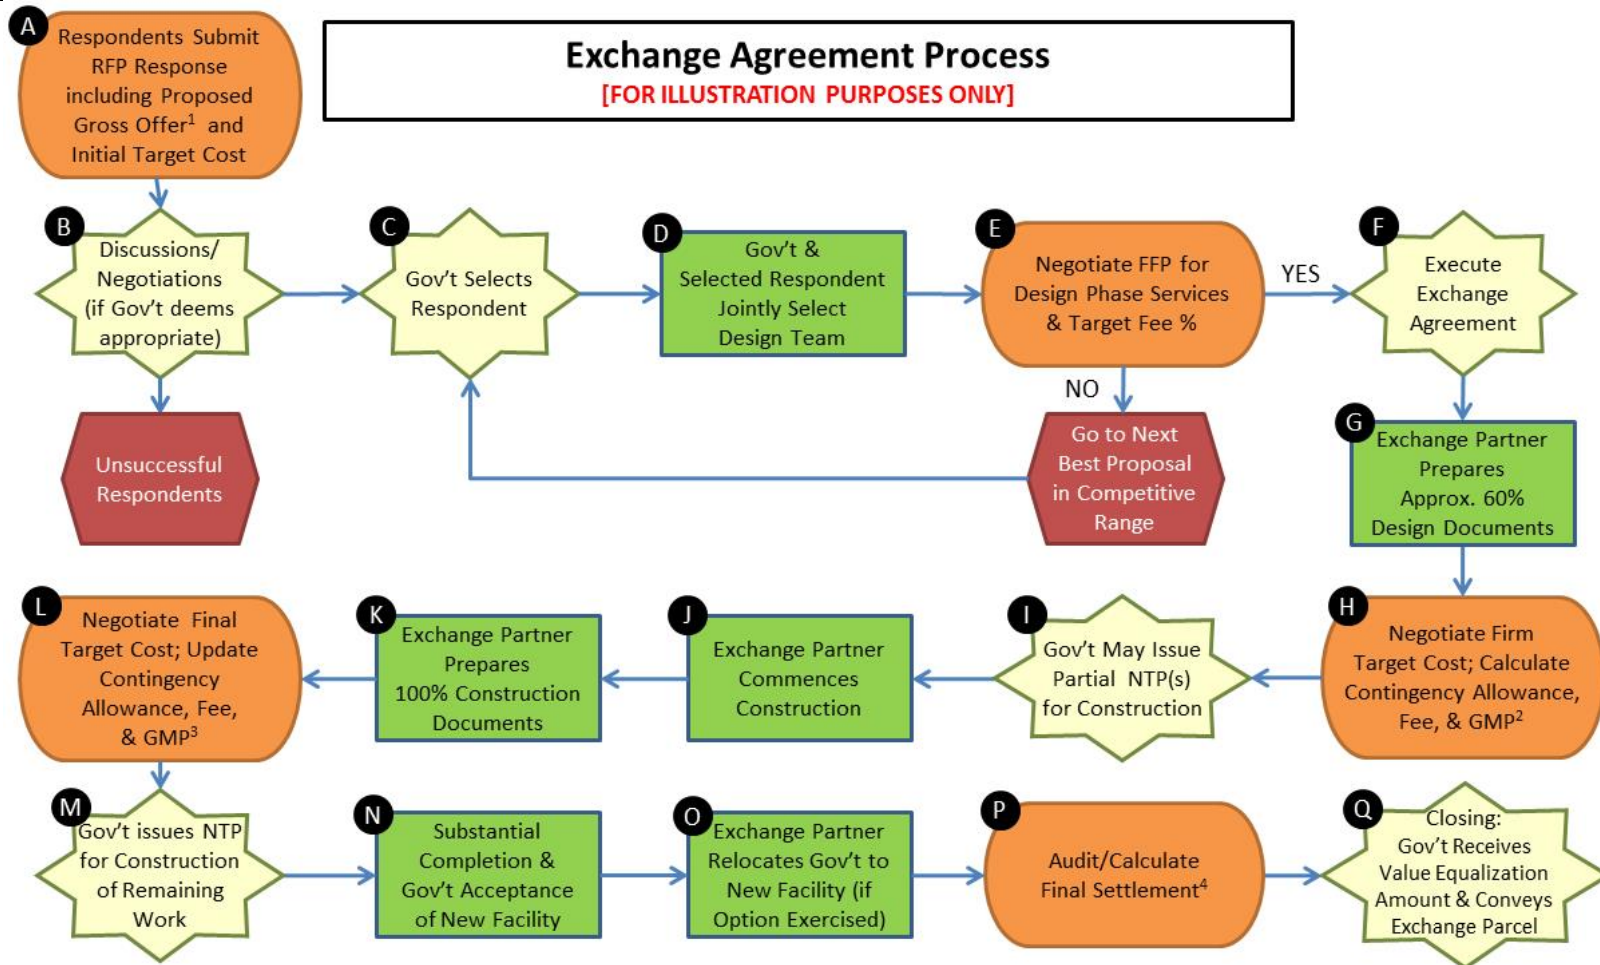 A
Respondents Submit
RFP Response
including Proposed
Gross Offer¹ and
Initial Target Cost
Exchange Agreement Process
[FOR ILLUSTRATION PURPOSES ONLY]
B
Discussions/
Negotiations
(if Gov't deems
appropriate)
C
Gov't Selects
Respondent
D
Gov't &
Selected Respondent
Jointly Select
Design Team
E
Negotiate FFP for
Design Phase Services
& Target Fee %
YES
F
Execute
Exchange
Agreement
NO
Unsuccessful
Respondents
Go to Next
Best Proposal
in Competitive
Range
G
Exchange Partner
Prepares
Approx. 60%
Design Documents
H
Negotiate Firm
Target Cost; Calculate
Contingency Allowance,
Fee, & GMP²
I
Gov't May Issue
Partial NTP(s)
for Construction
J
Exchange Partner
Commences
Construction
K
Exchange Partner
Prepares
100% Construction
Documents
L
Negotiate Final
Target Cost; Update
Contingency
Allowance, Fee,
& GMP³
M
Gov't issues NTP
for Construction
of Remaining
Work
N
Substantial
Completion &
Gov't Acceptance
of New Facility
O
Exchange Partner
Relocates Gov't to
New Facility (if
Option Exercised)
P
Audit/Calculate
Final Settlement⁴
Q
Closing:
Gov't Receives
Value Equalization
Amount & Conveys
Exchange Parcel